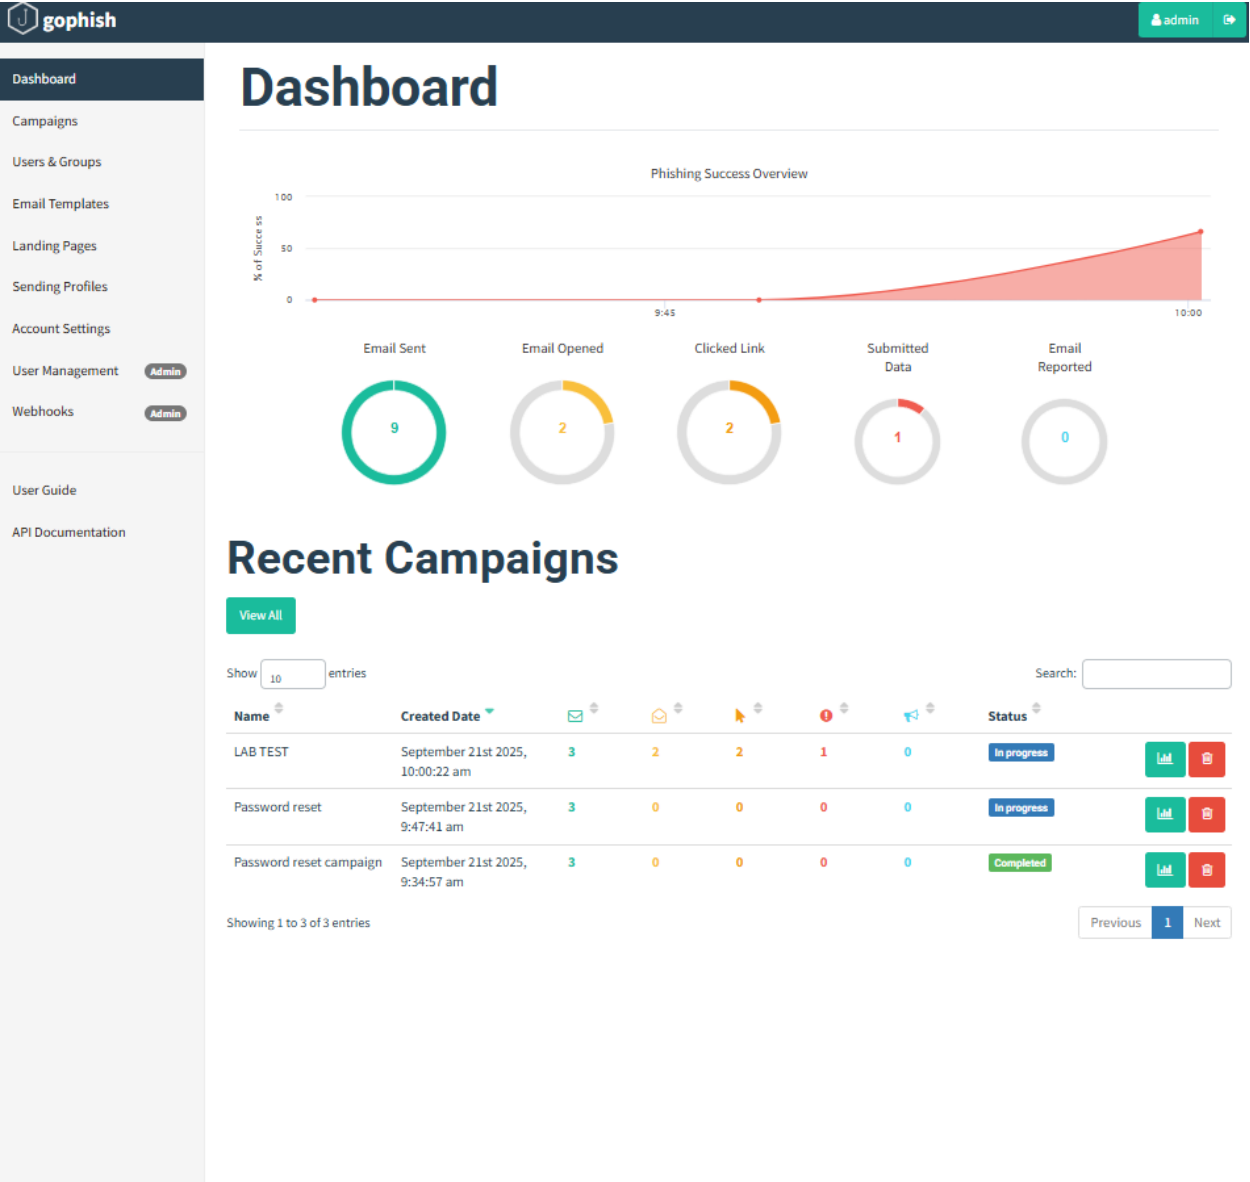 gophish
admin
Dashboard
Campaigns
Users & Groups
Email Templates
Landing Pages
Sending Profiles
Account Settings
User Management Admin
Webhooks Admin
User Guide
API Documentation
Dashboard
Phishing Success Overview
% of Success
100
50
0
9:45 10:00
Email Sent Email Opened Clicked Link Submitted Data Email Reported
9 2 2 1 0
Recent Campaigns
View All
Show 10 entries Search:
Name Created Date Status
LAB TEST September 21st 2025, 3 2 2 1 0 In progress
10:00:22 am
Password reset September 21st 2025, 3 0 0 0 0 In progress
9:47:41 am
Password reset campaign September 21st 2025, 3 0 0 0 0 Completed
9:34:57 am
Showing 1 to 3 of 3 entries Previous 1 Next